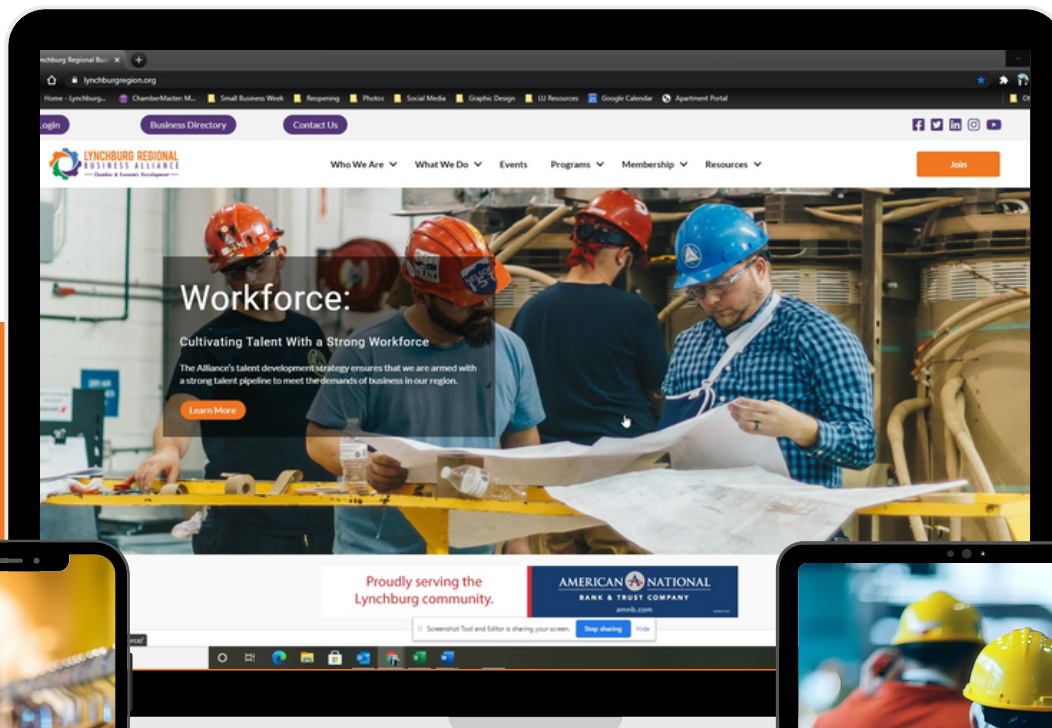 nchburg Regional Busi
lynchburgregion.org
Home - Lynchburg...
ChamberMaster: M...
Small Business Week
Reopening
Photos
Social Media
Graphic Design
LU Resources
Google Calendar
Apartment Portal
Login
Business Directory
Contact Us
LYNCHBURG REGIONAL
BUSINESS ALLIANCE
Chamber & Economic Development
Who We Are
What We Do
Events
Programs
Membership
Resources
Join
Workforce:
Cultivating Talent With a Strong Workforce
The Alliance's talent development strategy ensures that we are armed with
a strong talent pipeline to meet the demands of business in our region.
Learn More
Proudly serving the
Lynchburg community.
AMERICAN NATIONAL
BANK & TRUST COMPANY
amnb.com
Screenshot Tool and Editor is sharing your screen.
Stop sharing
Hide
orce/